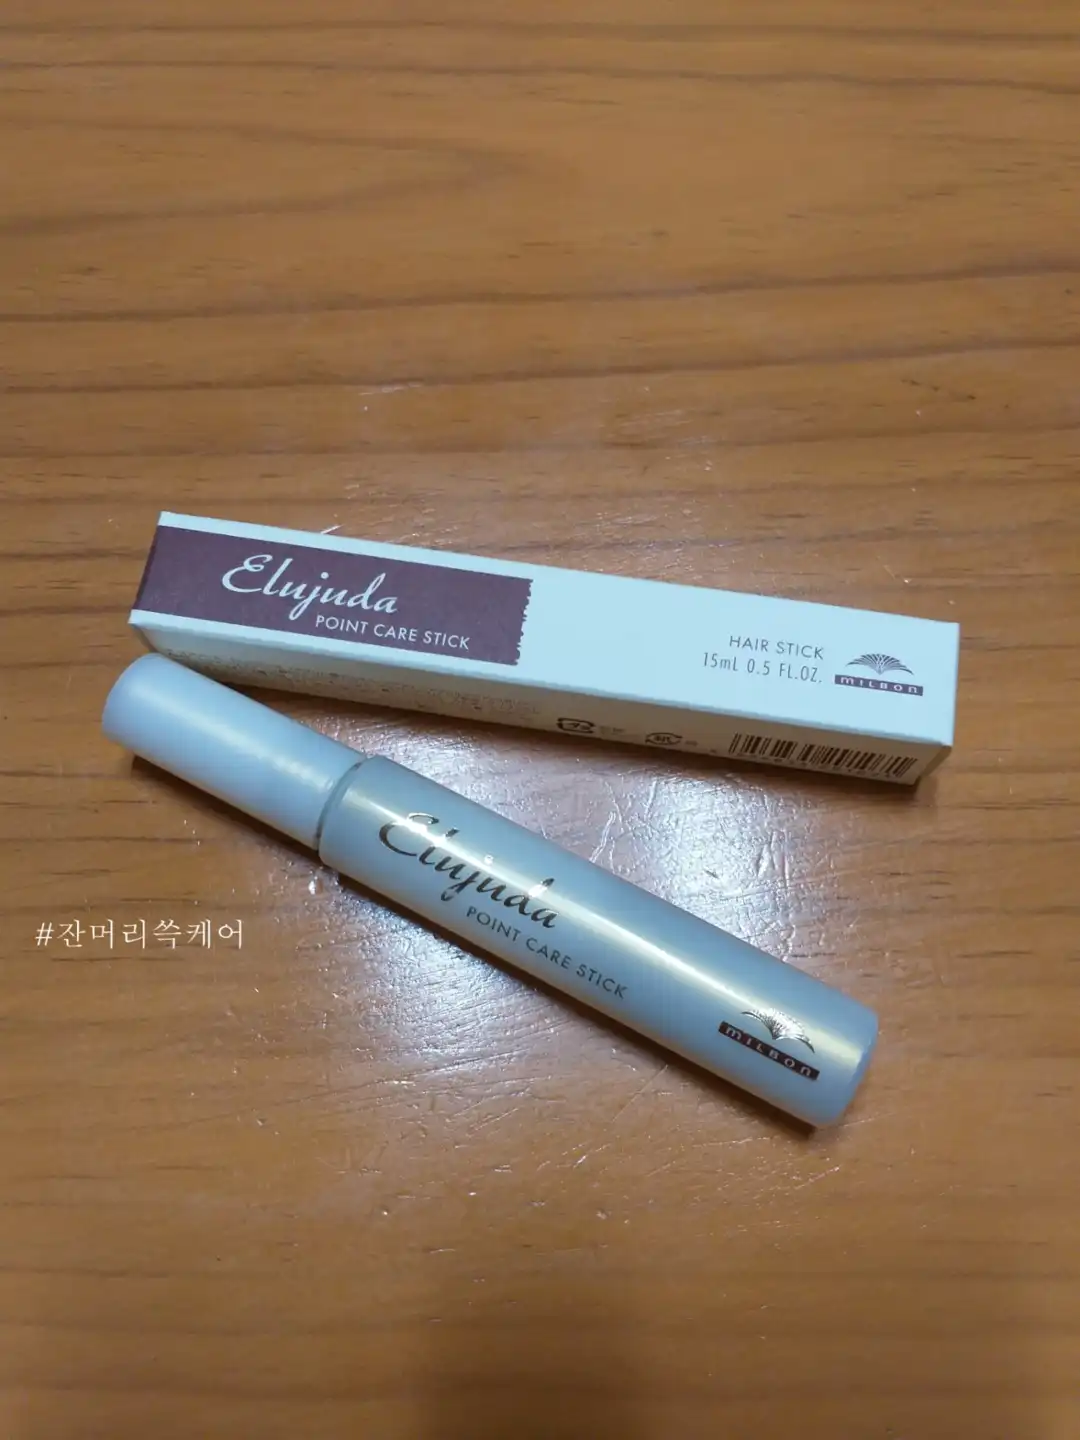 Elujuda
POINT CARE STICK
HAIR STICK
15mL 0.5 FL.OZ.
MILBON
Elujuda
POINT CARE STICK
MILBON
#잔머리쓱케어